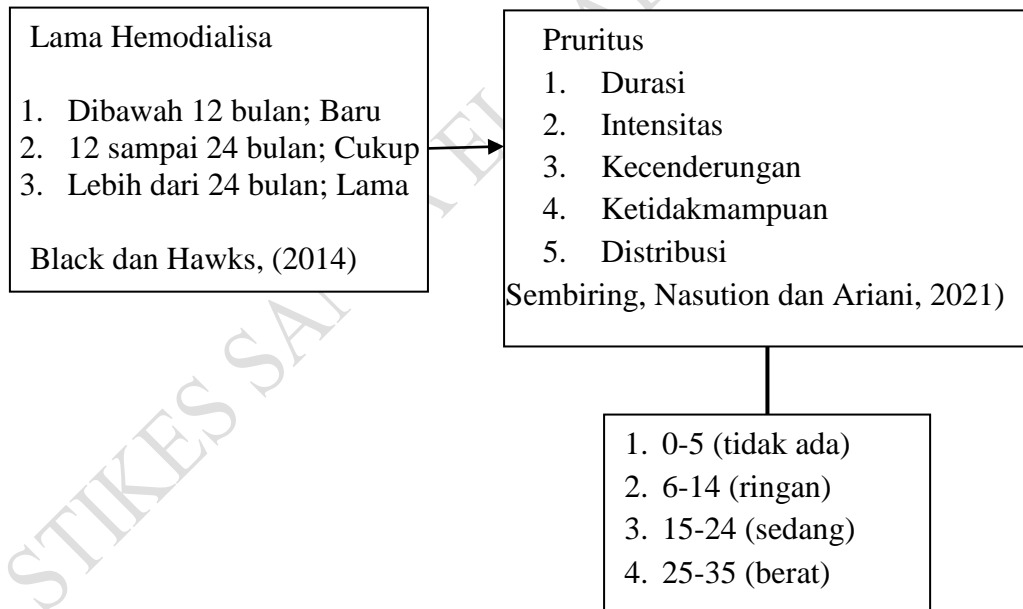 Lama Hemodialisa
1. Dibawah 12 bulan; Baru
2. 12 sampai 24 bulan; Cukup
3. Lebih dari 24 bulan; Lama
Black dan Hawks, (2014)
Pruritus
1. Durasi
2. Intensitas
3. Kecenderungan
4. Ketidakmampuan
5. Distribusi
Sembiring, Nasution dan Ariani, 2021)
1. 0-5 (tidak ada)
2. 6-14 (ringan)
3. 15-24 (sedang)
4. 25-35 (berat)
STIKES